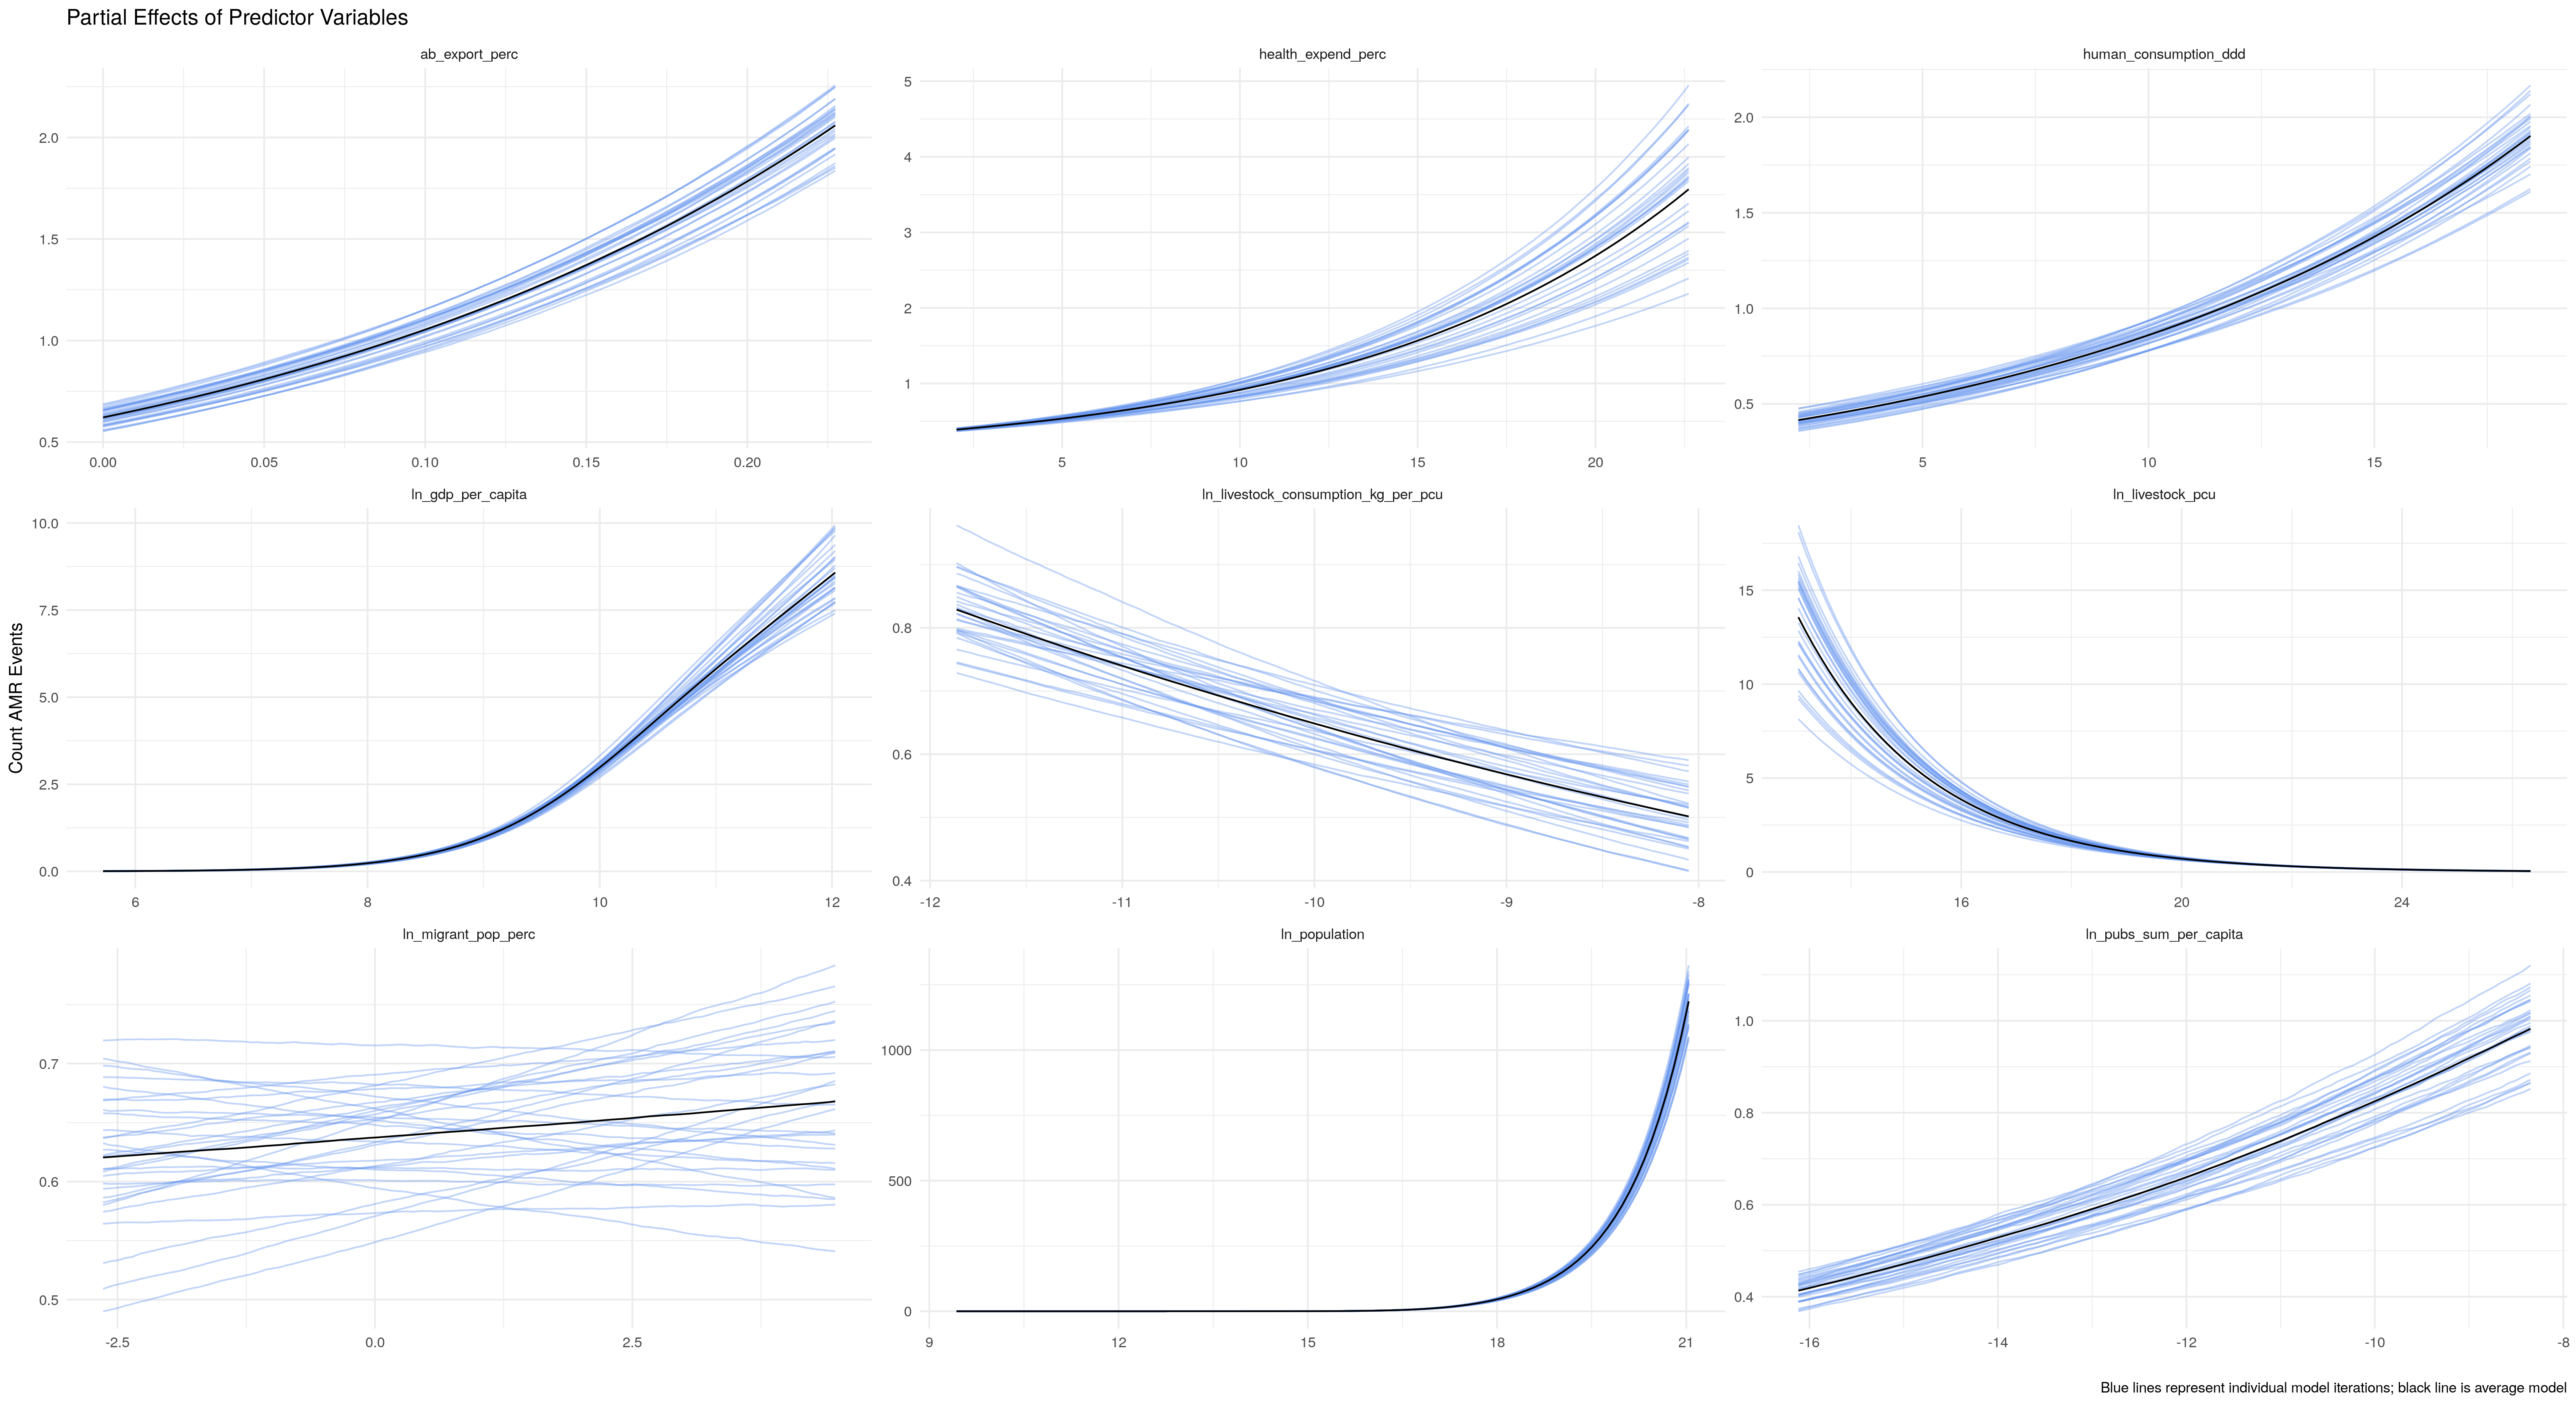 Partial Effects of Predictor Variables
ab_export_perc
health_expend_perc
human_consumption_ddd
2.0
1.5
1.0
0.5
0.00 0.05 0.10 0.15 0.20
5
4
3
2
1
5 10 15 20
2.0
1.5
1.0
0.5
5 10 15
ln_gdp_per_capita
ln_livestock_consumption_kg_per_pcu
ln_livestock_pcu
Count AMR Events
10.0
7.5
5.0
2.5
0.0
6 8 10 12
0.8
0.6
0.4
-12 -11 -10 -9 -8
15
10
5
0
16 20 24
ln_migrant_pop_perc
ln_population
ln_pubs_sum_per_capita
0.7
0.6
0.5
-2.5 0.0 2.5
1000
500
0
9 12 15 18 21
1.0
0.8
0.6
0.4
-16 -14 -12 -10 -8
Blue lines represent individual model iterations; black line is average model